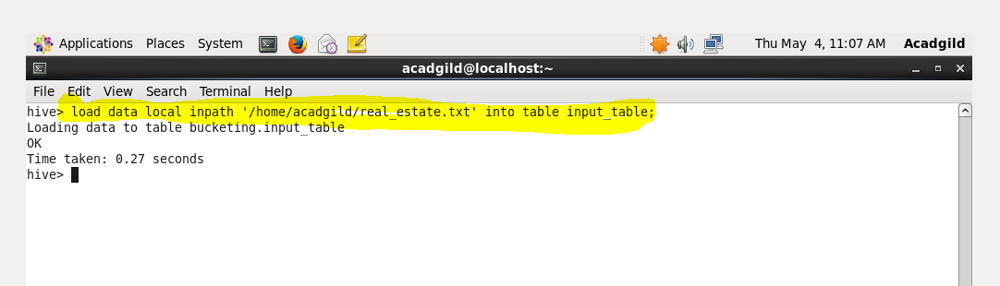 Applications Places System Thu May 4, 11:07 AM Acadgild
acadgild@localhost:~
File Edit View Search Terminal Help
hive> load data local inpath '/home/acadgild/real_estate.txt' into table input_table;
Loading data to table bucketing.input_table
OK
Time taken: 0.27 seconds
hive>